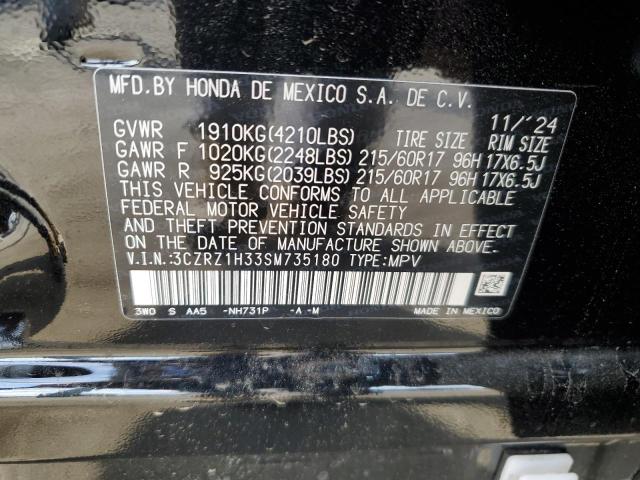 MFD.BY HONDA DE MEXICO S.A. DE C.V.
11/'24
GVWR 1910KG(4210LBS) TIRE SIZE RIM SIZE
GAWR F 1020KG(2248LBS) 215/60R17 96H 17X6.5J
GAWR R 925KG(2039LBS) 215/60R17 96H 17X6.5J
THIS VEHICLE CONFORMS TO ALL APPLICABLE
FEDERAL MOTOR VEHICLE SAFETY
AND THEFT PREVENTION STANDARDS IN EFFECT
ON THE DATE OF MANUFACTURE SHOWN ABOVE.
V.I.N.:3CZRZ1H33SM735180 TYPE:MPV
3W0 S AA5 -NH731P -A-M MADE IN MEXICO